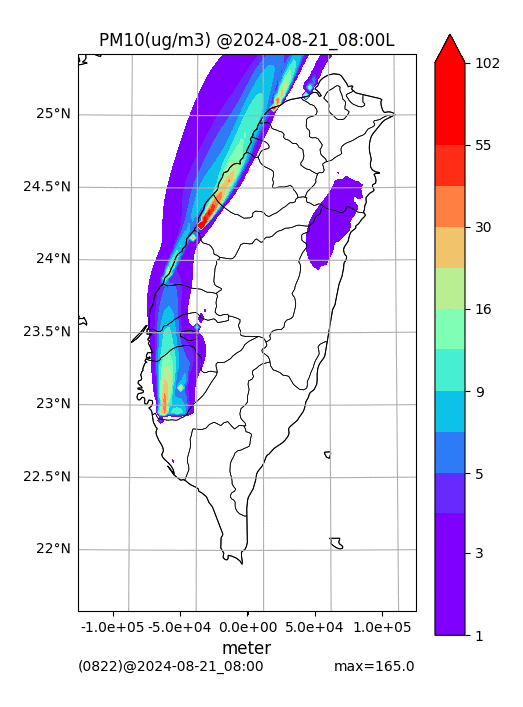 PM10(ug/m3) @2024-08-21_08:00L
102
25°N
55
24.5°N
30
24°N
16
23.5°N
9
23°N
5
22.5°N
3
22°N
1
-1.0e+05 -5.0e+04 0.0e+00 5.0e+04 1.0e+05
meter
(0822)@2024-08-21_08:00 max=165.0